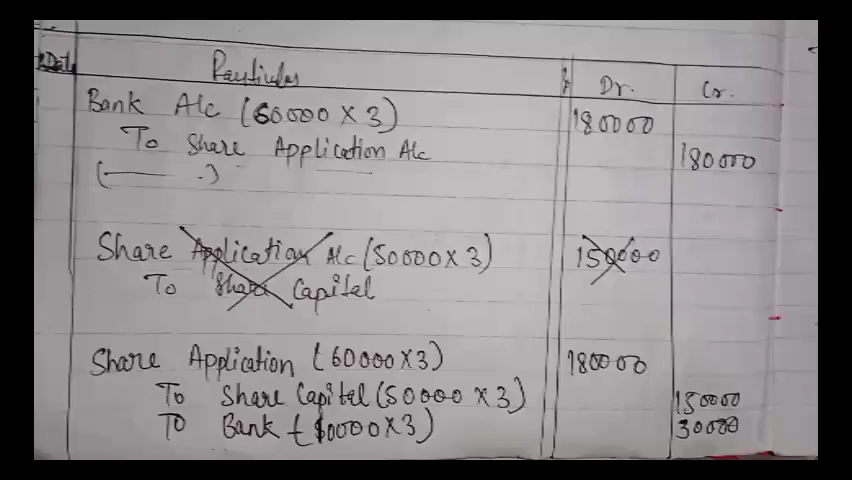 Date Particulars Dr. Cr.
Bank A/c (60000 X 3) 180000
To Share Application A/c 180000
Share Application A/c (50000 X 3) 150000
To Share Capital
Share Application (60000 X 3) 180000
To Share Capital (50000 X 3) 150000
To Bank (10000 X 3) 30000